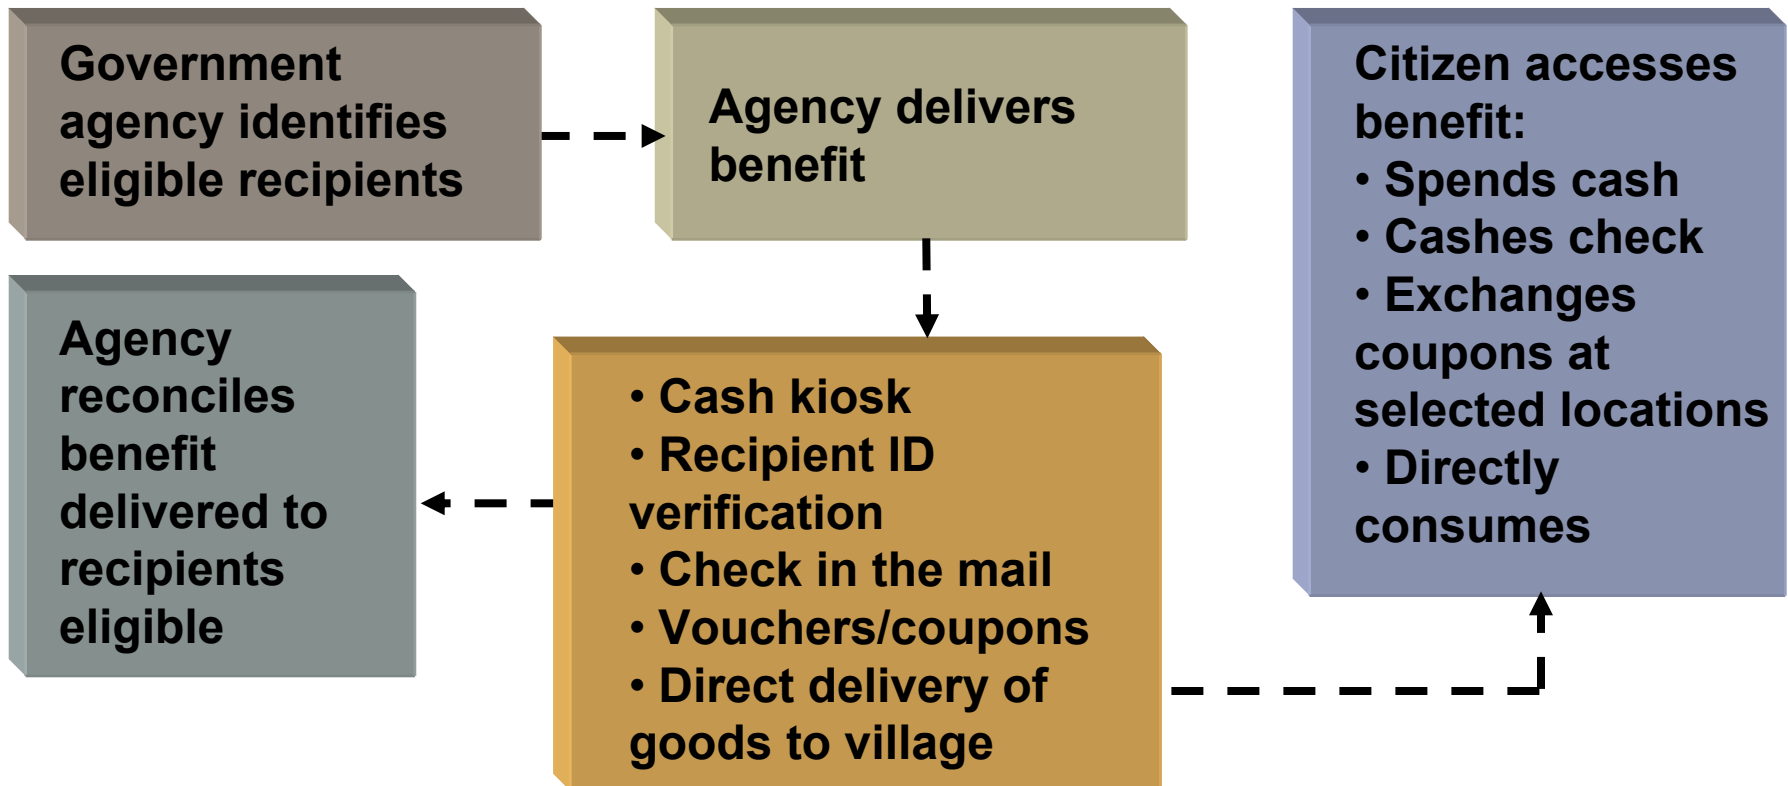 Government
agency identifies
eligible recipients
Agency delivers
benefit
Citizen accesses
benefit:
• Spends cash
• Cashes check
• Exchanges
coupons at
selected locations
• Directly
consumes
Agency
reconciles
benefit
delivered to
recipients
eligible
• Cash kiosk
• Recipient ID
verification
• Check in the mail
• Vouchers/coupons
• Direct delivery of
goods to village